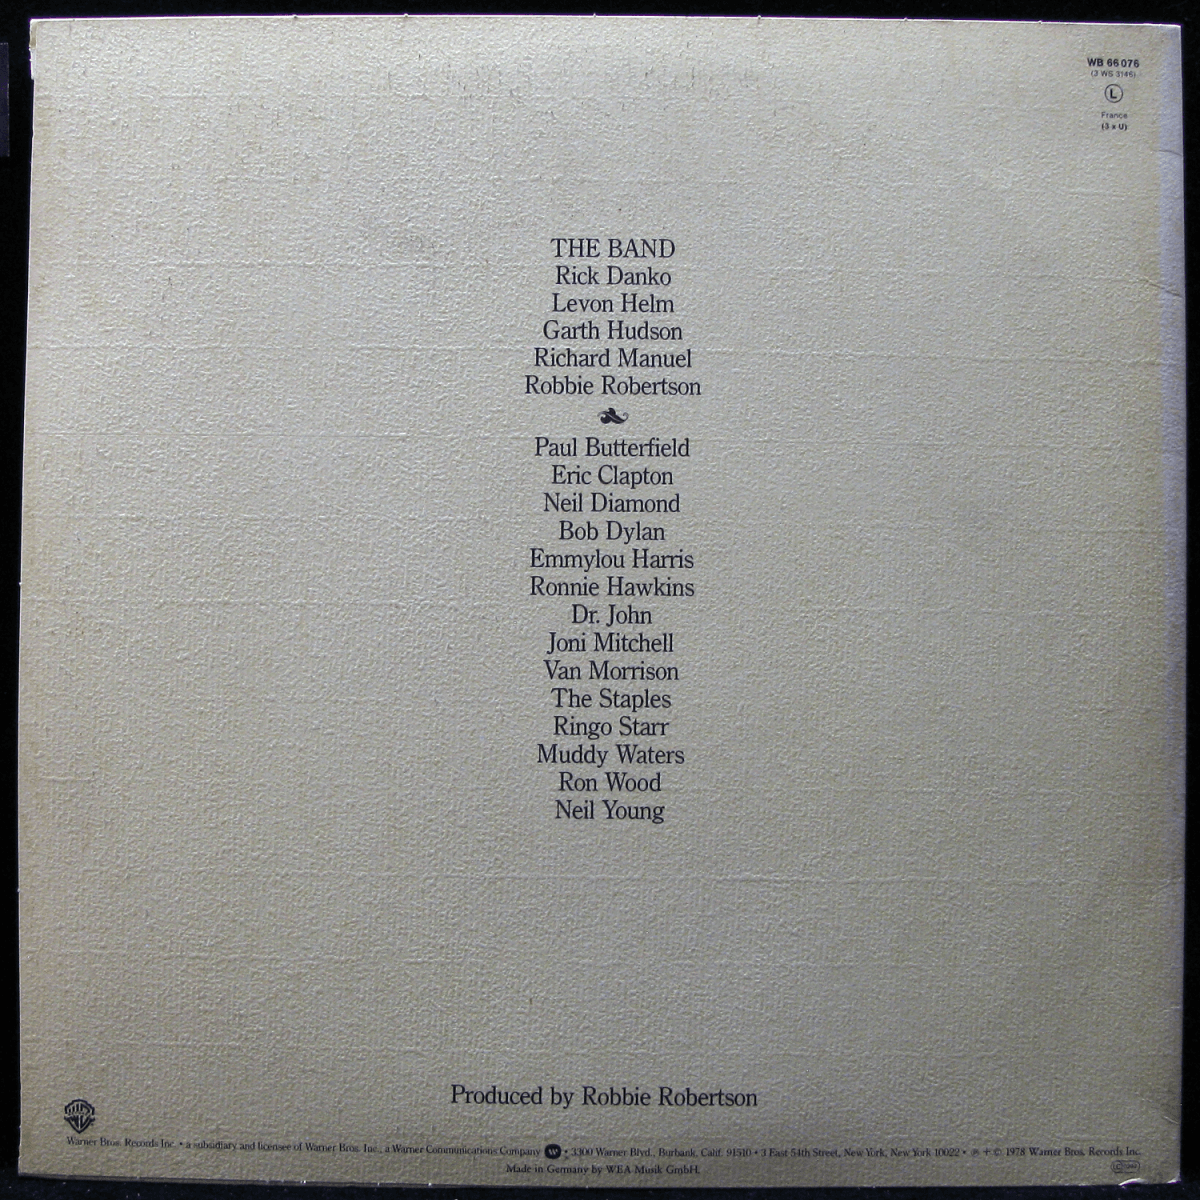 WB 66 076
(3 WS 3146)
L
France
(3 x U)
THE BAND
Rick Danko
Levon Helm
Garth Hudson
Richard Manuel
Robbie Robertson
Paul Butterfield
Eric Clapton
Neil Diamond
Bob Dylan
Emmylou Harris
Ronnie Hawkins
Dr. John
Joni Mitchell
Van Morrison
The Staples
Ringo Starr
Muddy Waters
Ron Wood
Neil Young
Produced by Robbie Robertson
Warner Bros. Records Inc. • a subsidiary and licensee of Warner Bros. Inc., a Warner Communications Company • 3300 Warner Blvd., Burbank, Calif. 91510 • 3 East 54th Street, New York, New York 10022 • ℗ + © 1978 Warner Bros. Records Inc.
Made in Germany by WEA Musik GmbH.